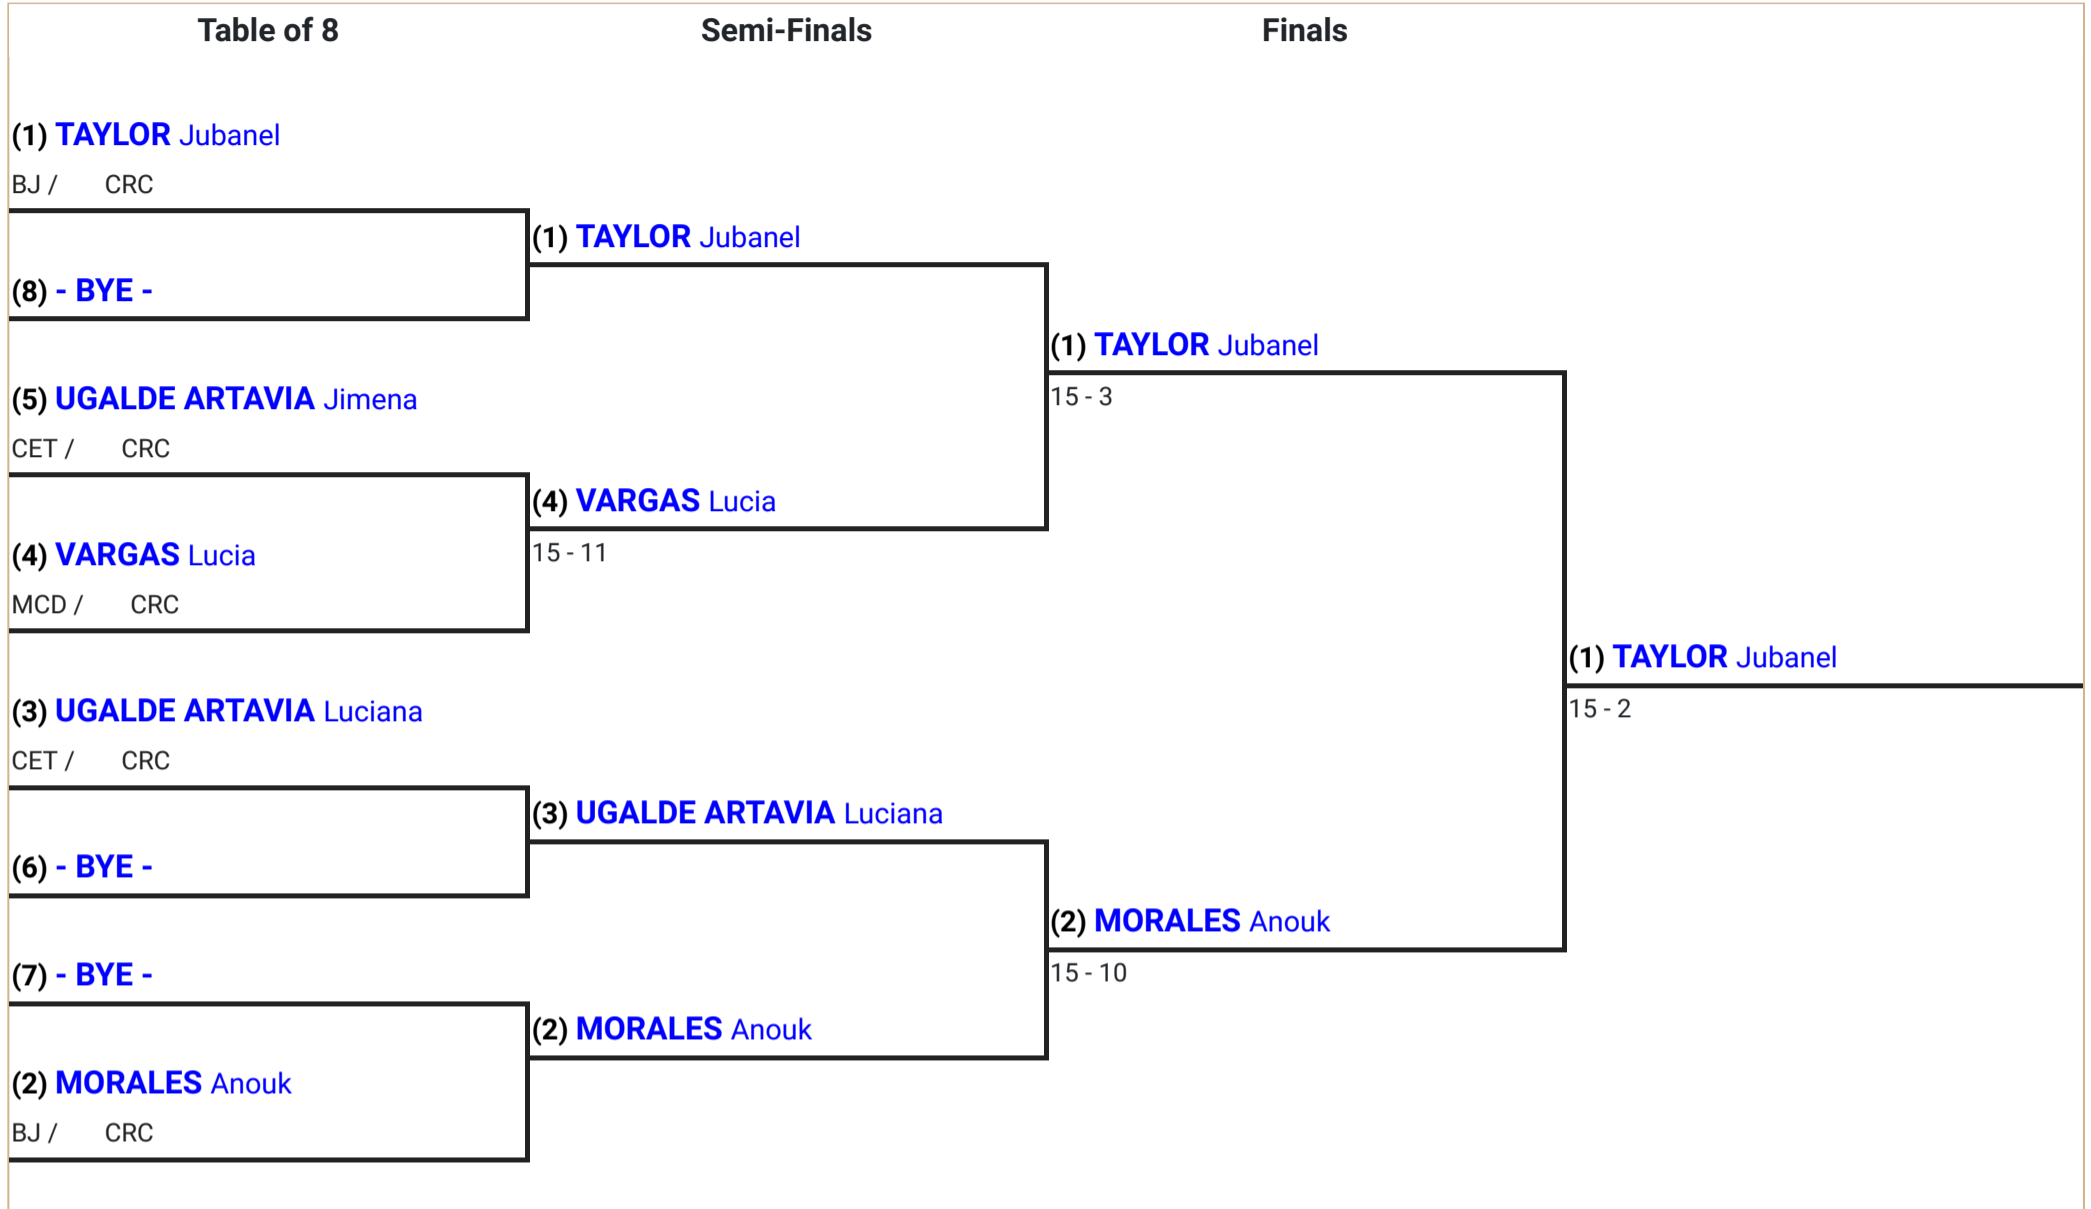 Table of 8
Semi-Finals
Finals
(1) TAYLOR Jubanel
BJ / CRC
(8) - BYE -
(5) UGALDE ARTAVIA Jimena
CET / CRC
(4) VARGAS Lucia
MCD / CRC
(3) UGALDE ARTAVIA Luciana
CET / CRC
(6) - BYE -
(7) - BYE -
(2) MORALES Anouk
BJ / CRC
(1) TAYLOR Jubanel
(4) VARGAS Lucia
15 - 11
(3) UGALDE ARTAVIA Luciana
(2) MORALES Anouk
(1) TAYLOR Jubanel
15 - 3
(2) MORALES Anouk
15 - 10
(1) TAYLOR Jubanel
15 - 2